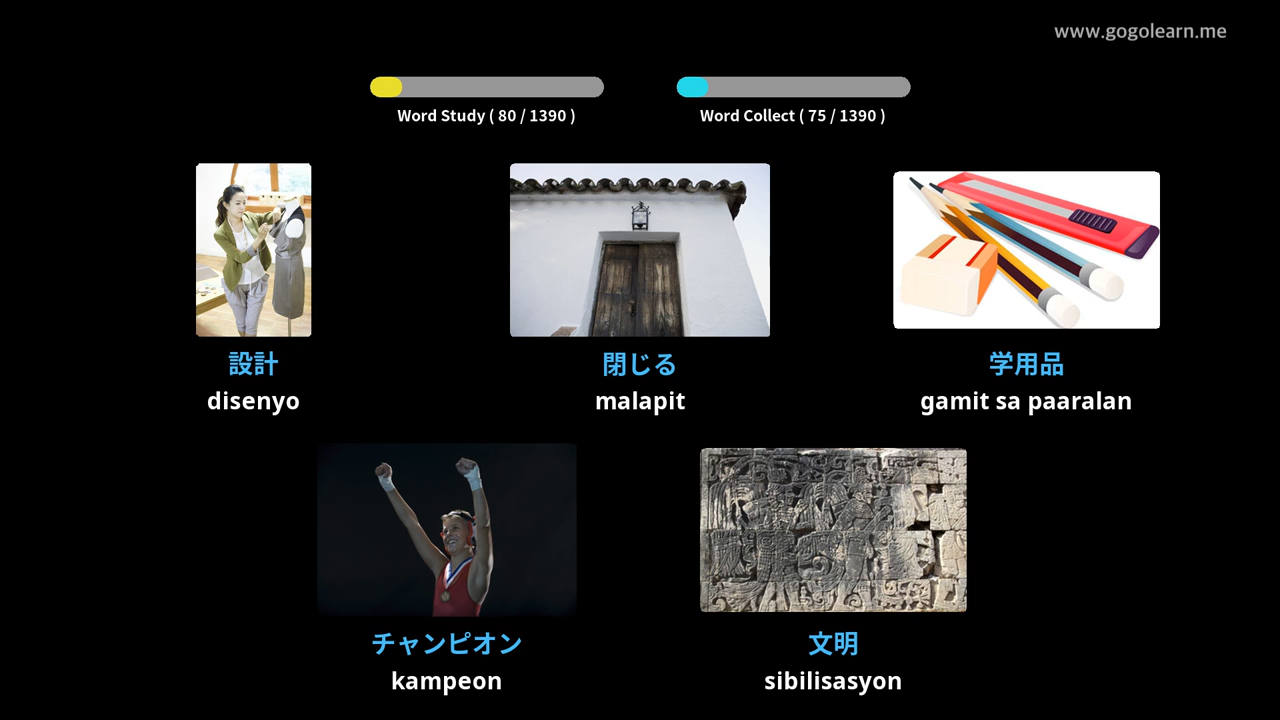 www.gogolearn.me
Word Study ( 80 / 1390 )
Word Collect ( 75 / 1390 )
設計
disenyo
閉じる
malapit
学用品
gamit sa paaralan
チャンピオン
kampeon
文明
sibilisasyon